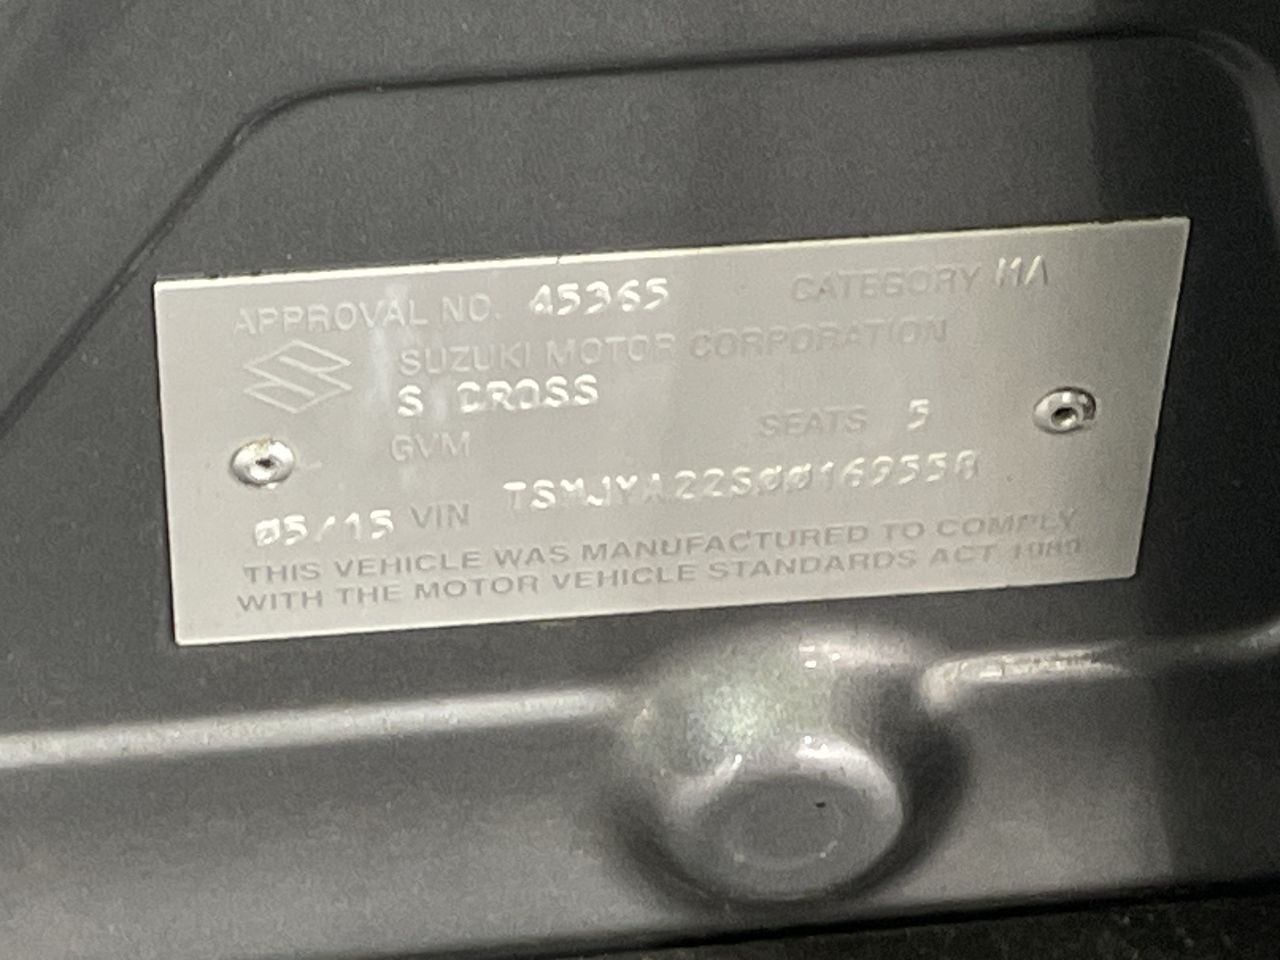 APPROVAL NO. 45365 CATEGORY MA
SUZUKI MOTOR CORPORATION
S CROSS
GVM SEATS 5
05/15 VIN TSMJYA22S00169558
THIS VEHICLE WAS MANUFACTURED TO COMPLY
WITH THE MOTOR VEHICLE STANDARDS ACT 1989